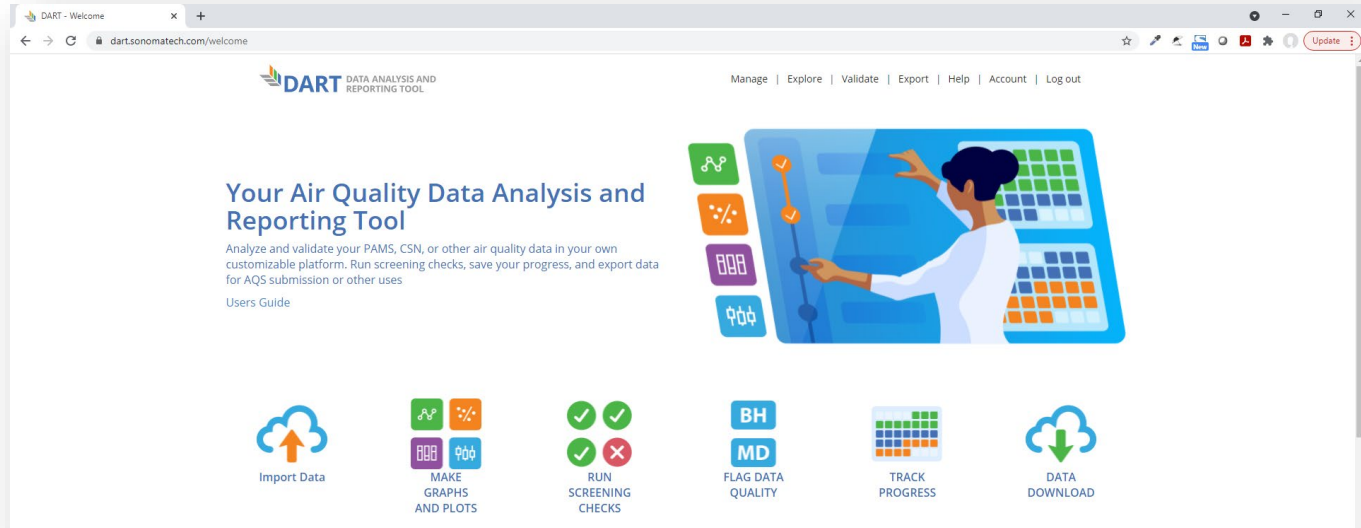 DART - Welcome
dart.sonomatech.com/welcome
New
Update
DART DATA ANALYSIS AND
REPORTING TOOL
Manage | Explore | Validate | Export | Help | Account | Log out
Your Air Quality Data Analysis and
Reporting Tool
Analyze and validate your PAMS, CSN, or other air quality data in your own
customizable platform. Run screening checks, save your progress, and export data
for AQS submission or other uses
Users Guide
BH
MD
Import Data
MAKE
GRAPHS
AND PLOTS
RUN
SCREENING
CHECKS
FLAG DATA
QUALITY
TRACK
PROGRESS
DATA
DOWNLOAD